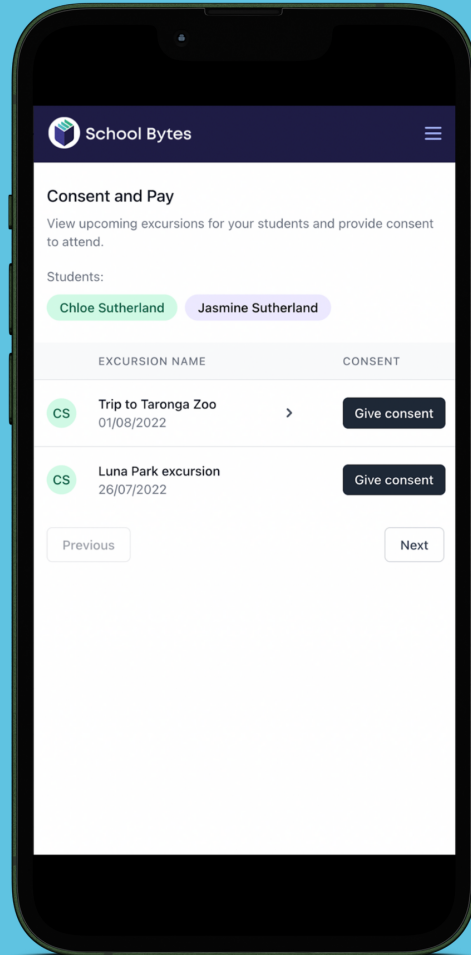 School Bytes
Consent and Pay
View upcoming excursions for your students and provide consent
to attend.
Students:
Chloe Sutherland Jasmine Sutherland
EXCURSION NAME CONSENT
CS Trip to Taronga Zoo Give consent
01/08/2022
CS Luna Park excursion Give consent
26/07/2022
Previous Next